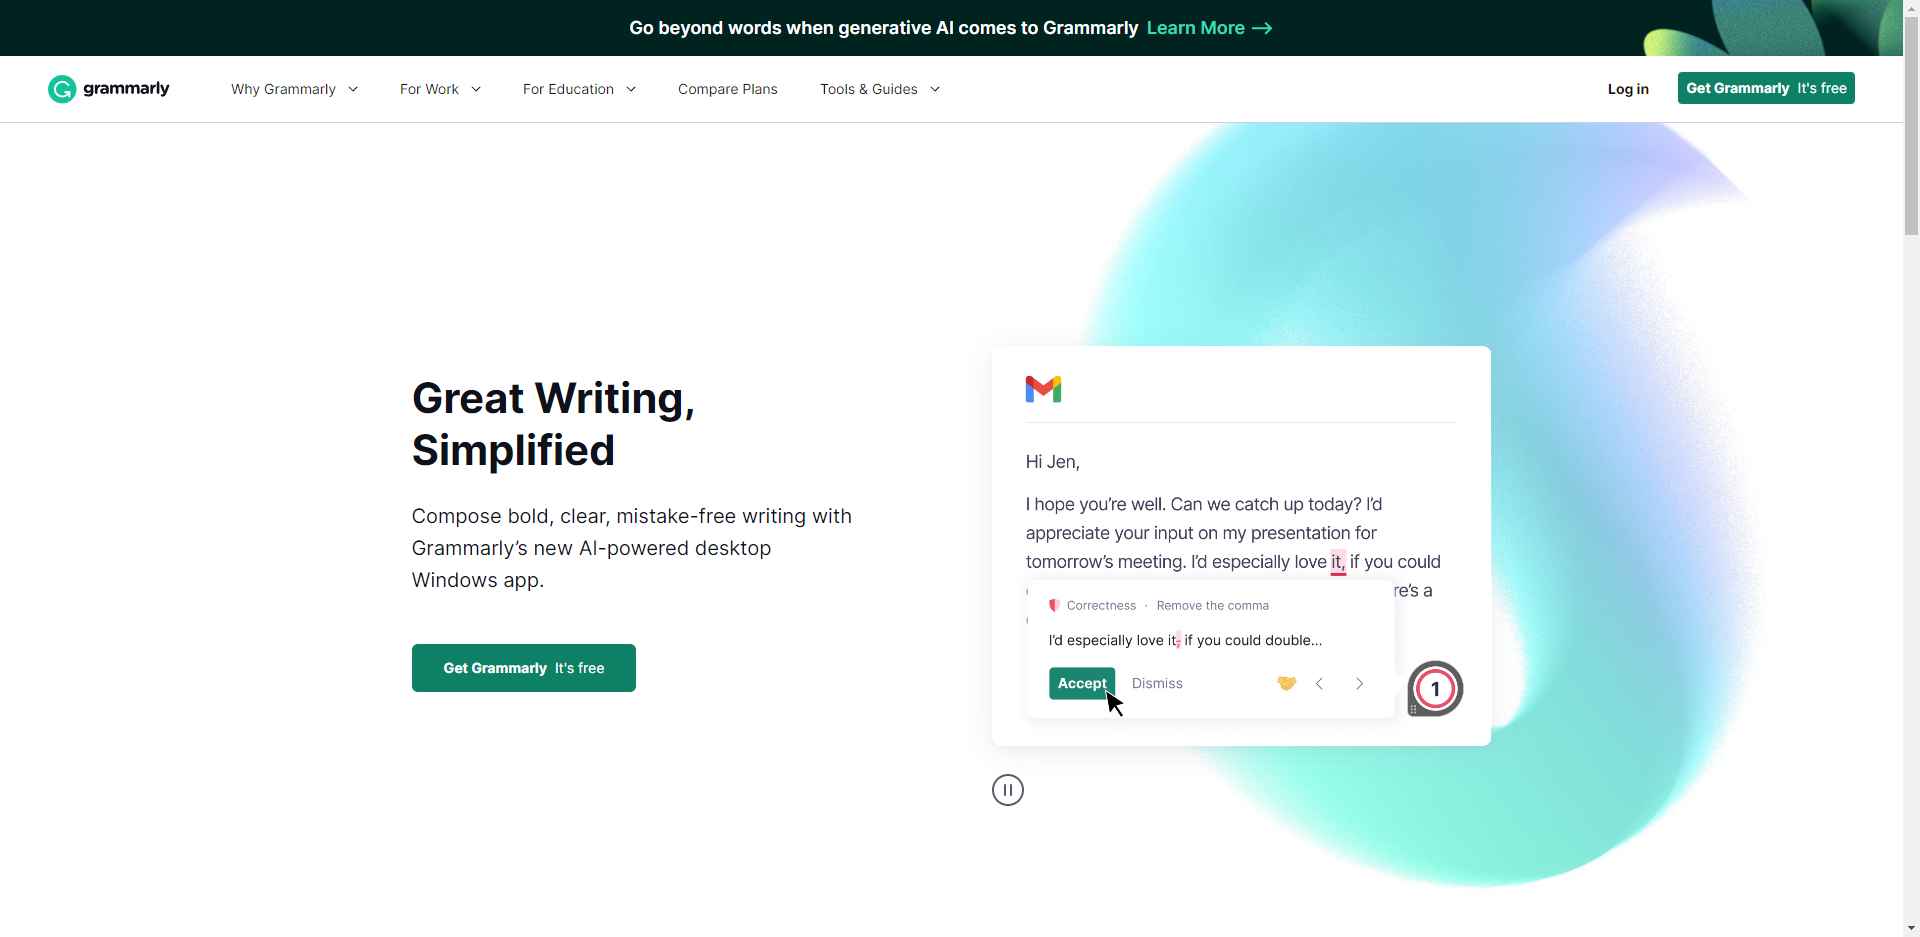 Go beyond words when generative AI comes to Grammarly Learn More →
grammarly
Why Grammarly
For Work
For Education
Compare Plans
Tools & Guides
Log in
Get Grammarly It's free
Great Writing,
Simplified
Compose bold, clear, mistake-free writing with
Grammarly’s new AI-powered desktop
Windows app.
Get Grammarly It's free
Hi Jen,
I hope you’re well. Can we catch up today? I’d
appreciate your input on my presentation for
tomorrow’s meeting. I’d especially love it, if you could
re’s a
Correctness · Remove the comma
I’d especially love it, if you could double...
Accept
Dismiss
1